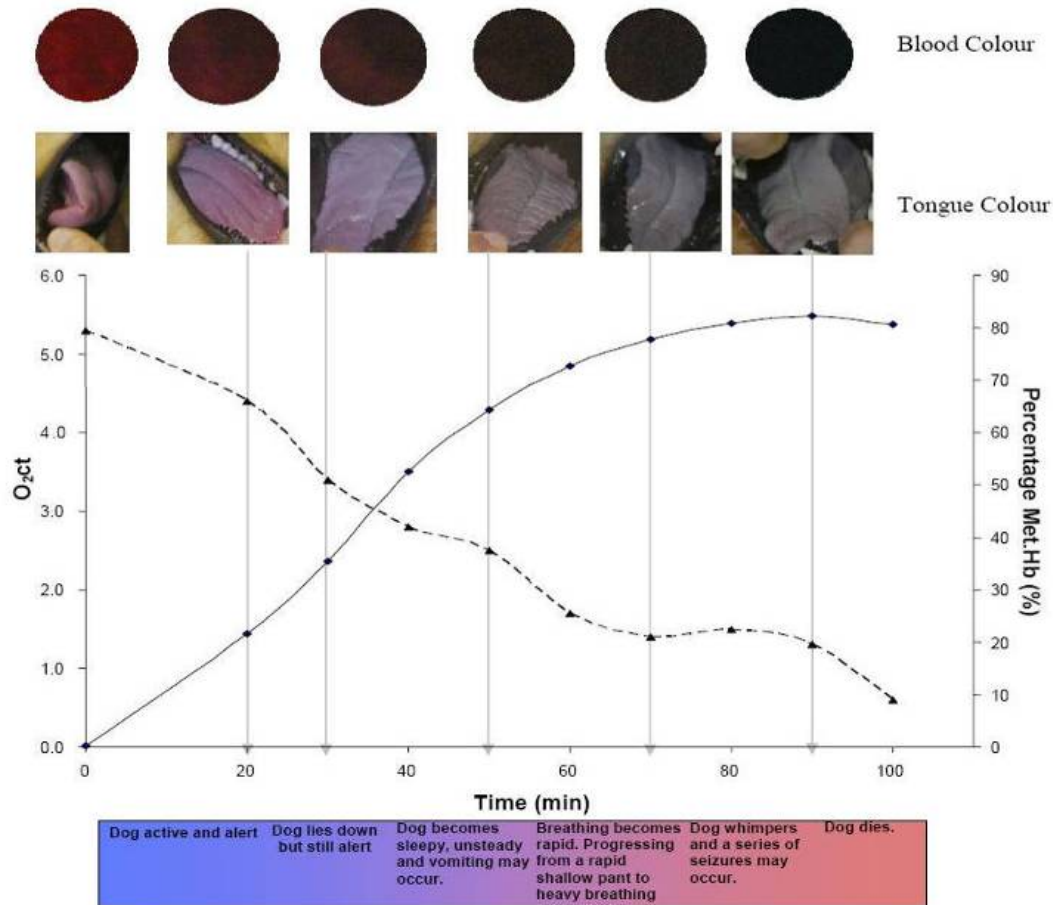 Blood Colour
Tongue Colour
6.0
5.0
4.0
3.0
2.0
1.0
0.0
O₂ct
90
80
70
60
50
40
30
20
10
0
Percentage Met.Hb (%)
0
20
40
60
80
100
Time (min)
Dog active and alert
Dog lies down
but still alert
Dog becomes
sleepy, unsteady
and vomiting may
occur.
Breathing becomes
rapid. Progressing
from a rapid
shallow pant to
heavy breathing
Dog whimpers
and a series of
seizures may
occur.
Dog dies.